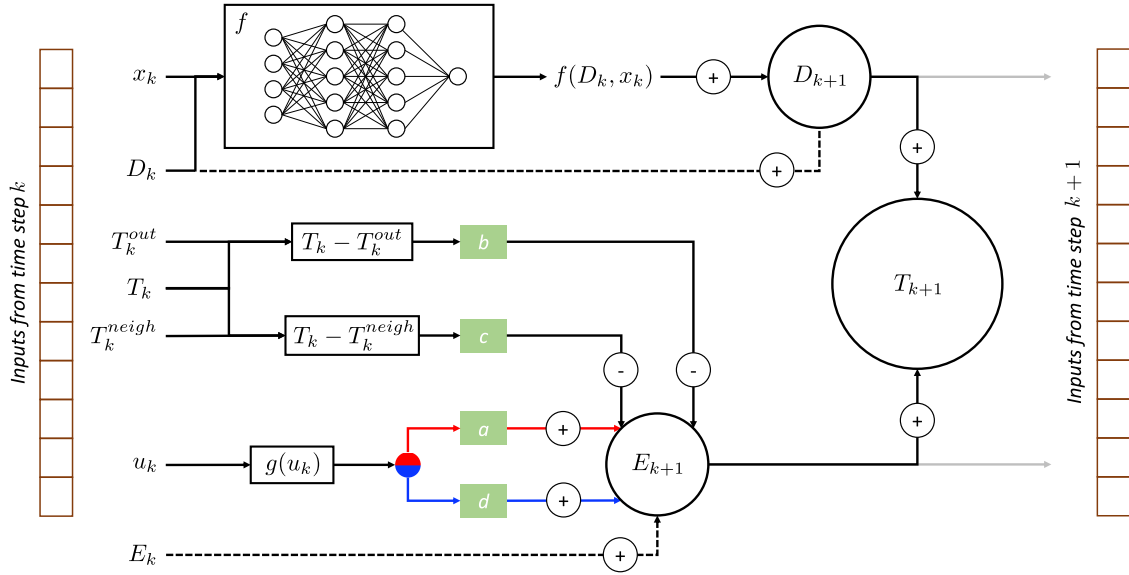 Inputs from time step k
x_k
D_k
f
f(D_k, x_k)
+
D_{k+1}
+
+
T_k^{out}
T_k
T_k^{neigh}
T_k − T_k^{out}
b
T_k − T_k^{neigh}
c
-
-
T_{k+1}
u_k
g(u_k)
a
+
d
+
E_{k+1}
+
E_k
+
Inputs from time step k + 1